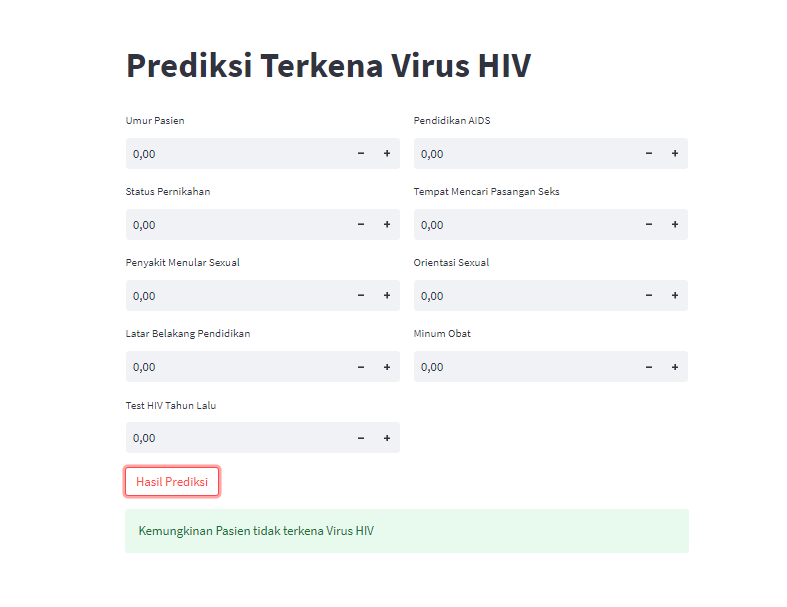 Prediksi Terkena Virus HIV
Umur Pasien
Pendidikan AIDS
0,00 − +
0,00 − +
Status Pernikahan
Tempat Mencari Pasangan Seks
0,00 − +
0,00 − +
Penyakit Menular Sexual
Orientasi Sexual
0,00 − +
0,00 − +
Latar Belakang Pendidikan
Minum Obat
0,00 − +
0,00 − +
Test HIV Tahun Lalu
0,00 − +
Hasil Prediksi
Kemungkinan Pasien tidak terkena Virus HIV